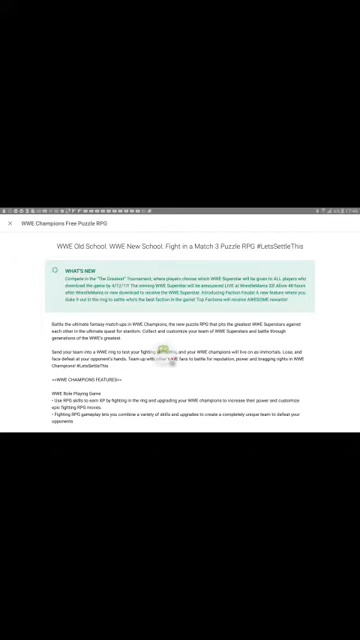 17:46
WWE Champions Free Puzzle RPG
WWE Old School. WWE New School. Fight in a Match 3 Puzzle RPG #LetsSettleThis
WHAT'S NEW
Compete in the "The Greatest" Tournament, where players choose which WWE Superstar will be given to ALL players who
download the game by 4/12/17! The winning WWE Superstar will be announced LIVE at WrestleMania 33! Allow 48 hours
after WrestleMania or new download to receive the WWE Superstar. Introducing Faction Feuds! A new feature where you
duke it out in the ring to settle who's the best faction in the game! Top Factions will receive AWESOME rewards!
Battle the ultimate fantasy match-ups in WWE Champions, the new puzzle RPG that pits the greatest WWE Superstars against
each other in the ultimate quest for stardom. Collect and customize your team of WWE Superstars and battle through
generations of the WWE's greatest.
Send your team into a WWE ring to test your fighting and your WWE champions will live on as immortals. Lose, and
face defeat at your opponent's hands. Team up with other WWE fans to battle for reputation, power and bragging rights in WWE
Champions! #LetsSettleThis
==WWE CHAMPIONS FEATURES==
WWE Role Playing Game
• Use RPG skills to earn XP by fighting in the ring and upgrading your WWE champions to increase their power and customize
epic fighting RPG moves.
• Fighting RPG gameplay lets you combine a variety of skills and upgrades to create a completely unique team to defeat your
opponents